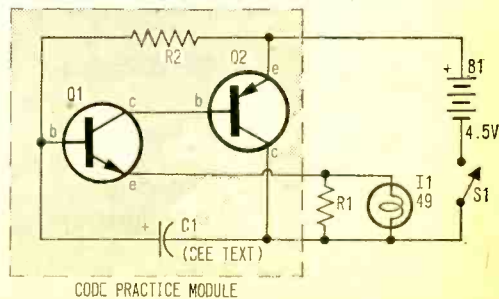 R2
Q2
Q1
e
B1
+
c
b
b
4.5V
e
c
I1
49
S1
R1
+
C1
(SEE TEXT)
CODE PRACTICE MODULE